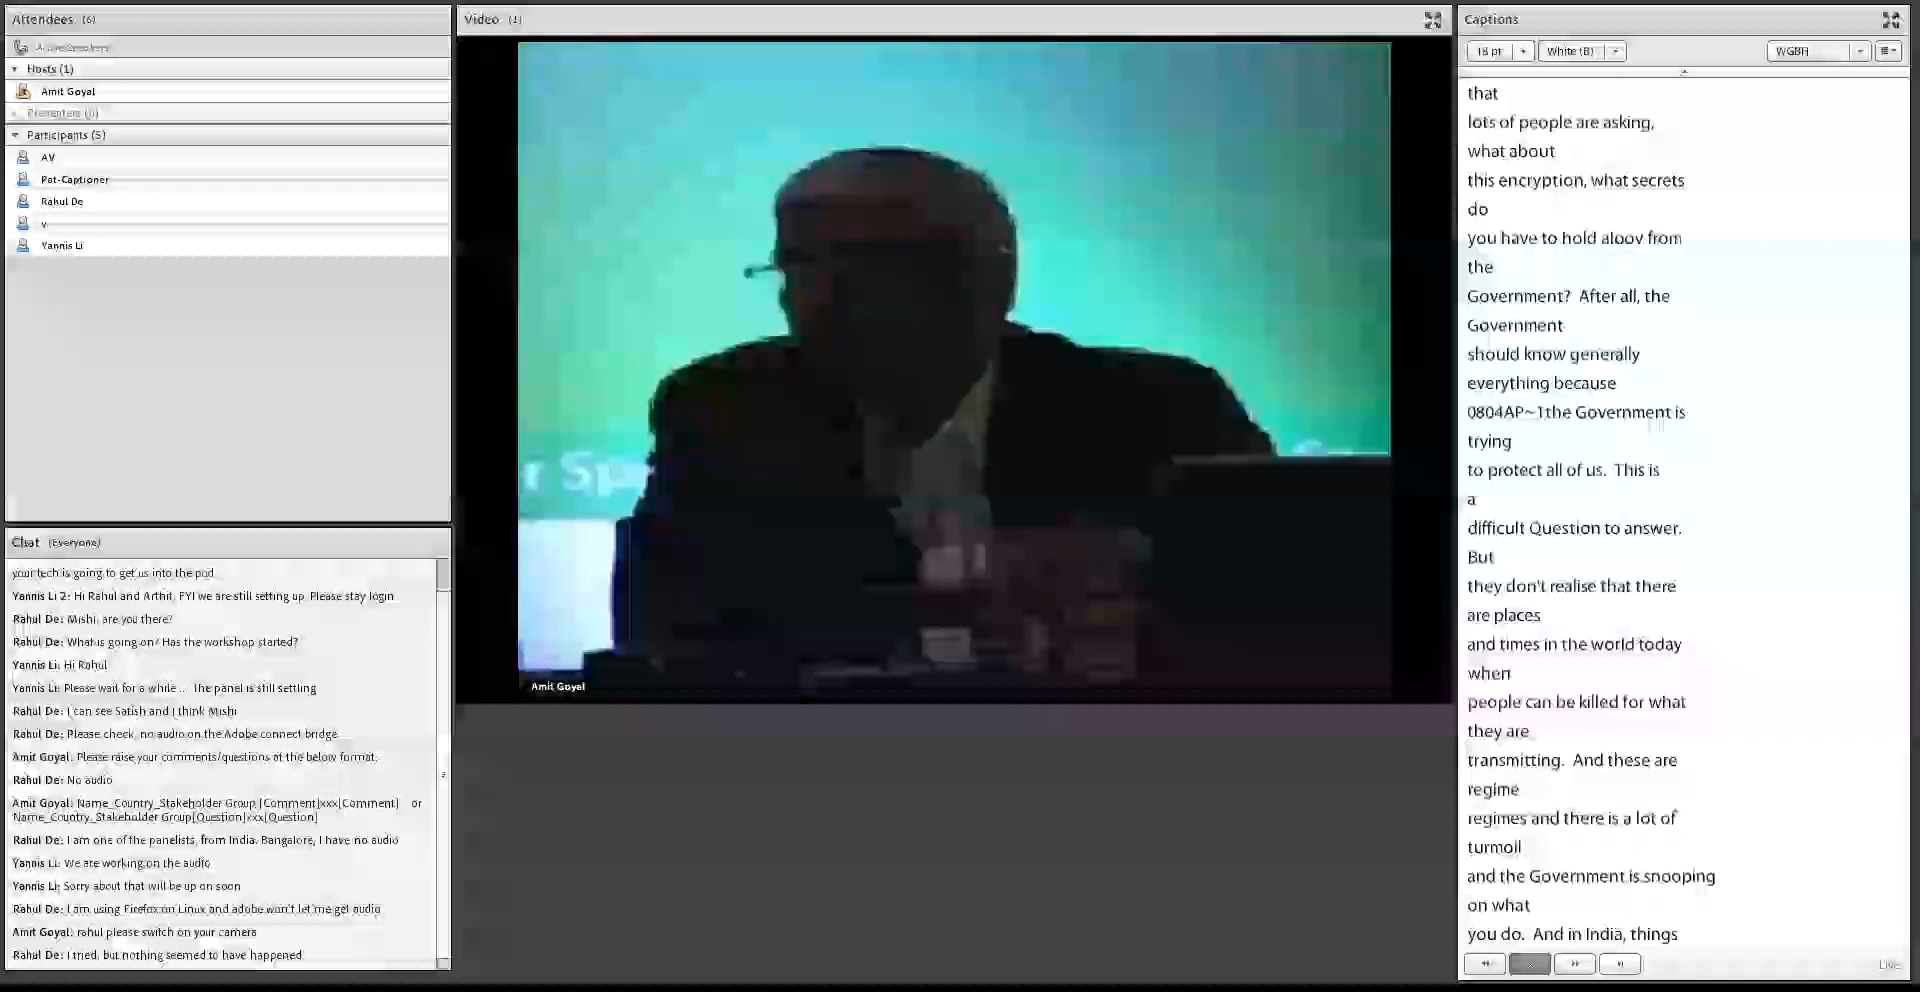 Attendees (6)
Active Speakers
Hosts (1)
Amit Goyal
Presenters (0)
Participants (5)
AV
Pat-Captioner
Rahul De
v
Yannis Li
Chat (Everyone)
your tech is going to get us into the pod
Yannis Li 2: Hi Rahul and Arthit, FYI we are still setting up. Please stay login
Rahul De: Mishi, are you there?
Rahul De: What is going on? Has the workshop started?
Yannis Li: Hi Rahul
Yannis Li: Please wait for a while ... The panel is still settling
Rahul De: I can see Satish and I think Mishi
Rahul De: Please check, no audio on the Adobe connect bridge
Amit Goyal: Please raise your comments/questions at the below format:
Rahul De: No audio
Amit Goyal: Name_Country_Stakeholder Group [Comment]xxx[Comment] or
Name_Country_Stakeholder Group[Question]xxx[Question]
Rahul De: I am one of the panelists, from India, Bangalore, I have no audio
Yannis Li: We are working on the audio
Yannis Li: Sorry about that will be up on soon
Rahul De: I am using Firefox on Linux and adobe won't let me get audio
Amit Goyal: rahul please switch on your camera
Rahul De: I tried, but nothing seemed to have happened
Video (1)
r Sp
Amit Goyal
Captions
18 pt
White (B)
WGBH
that
lots of people are asking,
what about
this encryption, what secrets
do
you have to hold aloov from
the
Government? After all, the
Government
should know generally
everything because
0804AP~1the Government is
trying
to protect all of us. This is
a
difficult Question to answer.
But
they don't realise that there
are places
and times in the world today
when
people can be killed for what
they are
transmitting. And these are
regime
regimes and there is a lot of
turmoil
and the Government is snooping
on what
you do. And in India, things
Live